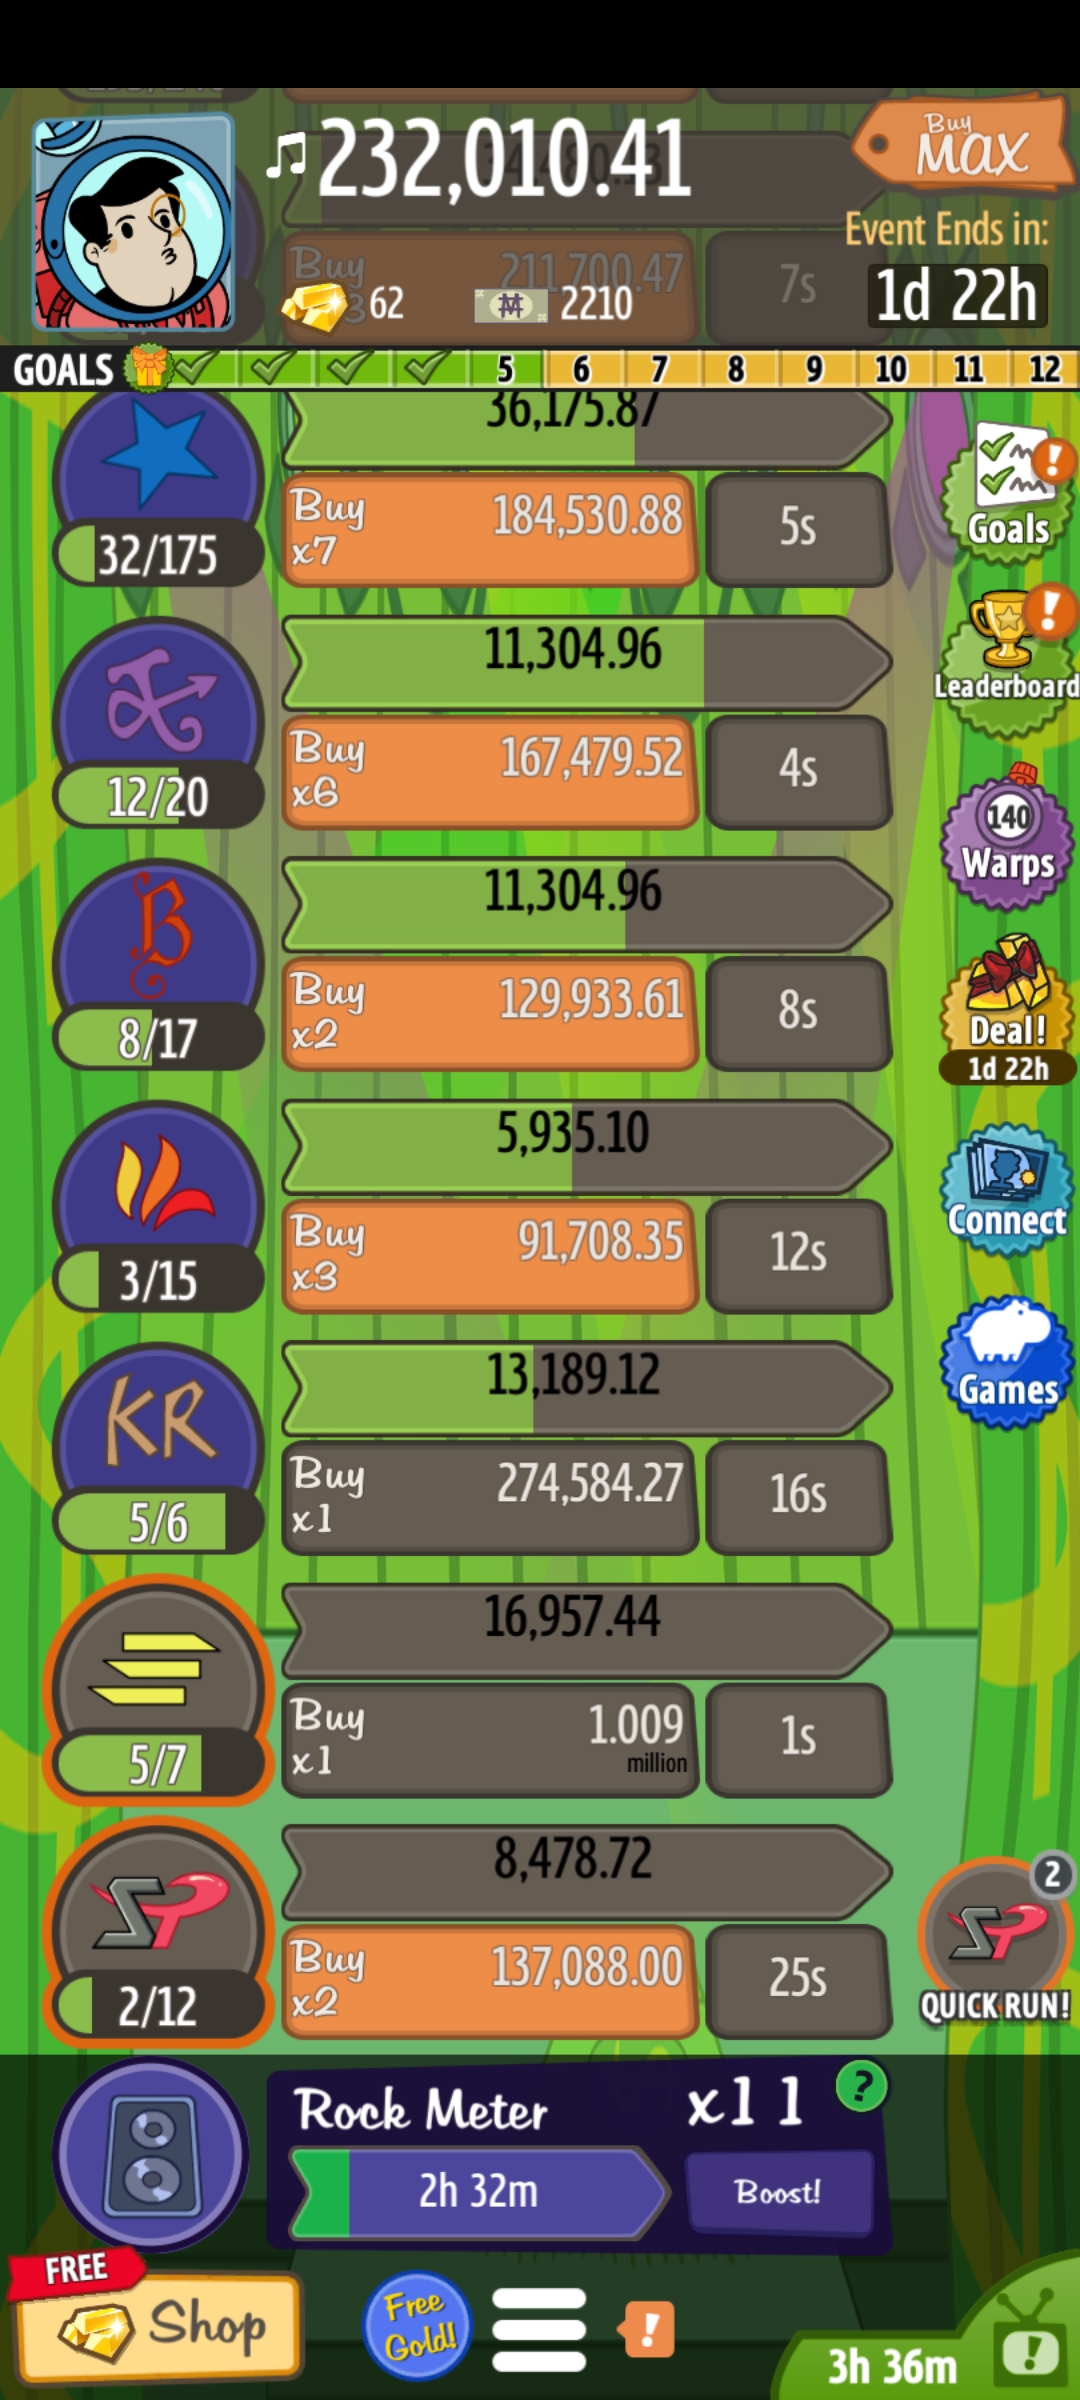 232,010.41
Buy
MAX
Event Ends in:
1d 22h
Buy
211,700.47
7s
62
2210
GOALS 5 6 7 8 9 10 11 12
36,175.87
Buy
x7
184,530.88
5s
32/175
Goals
11,304.96
Buy
x6
167,479.52
4s
12/20
Leaderboard
140
Warps
11,304.96
Buy
x2
129,933.61
8s
B
8/17
Deal!
1d 22h
5,935.10
Buy
x3
91,708.35
12s
3/15
Connect
13,189.12
Buy
x1
274,584.27
16s
KR
5/6
Games
16,957.44
Buy
x1
1.009
million
1s
5/7
8,478.72
Buy
x2
137,088.00
25s
SP
2/12
2
SP
QUICK RUN!
Rock Meter
x11
?
2h 32m
Boost!
FREE
Shop
Free
Gold!
!
3h 36m
!